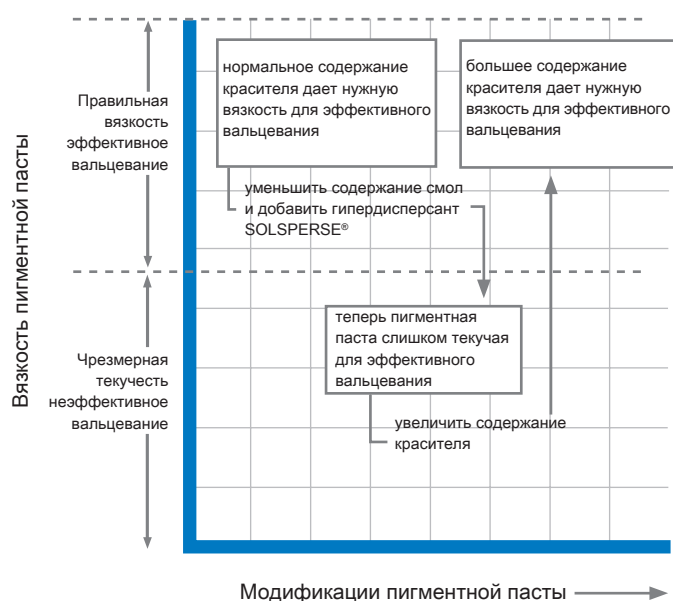 Вязкость пигментной пасты
Правильная
вязкость
эффективное
вальцевание
Чрезмерная
текучесть
неэффективное
вальцевание
нормальное содержание
красителя дает нужную
вязкость для эффективного
вальцевания
большее содержание
красителя дает нужную
вязкость для эффективного
вальцевания
уменьшить содержание смол
и добавить гипердисперсант
SOLSPERSE®
теперь пигментная
паста слишком текучая
для эффективного
вальцевания
увеличить содержание
красителя
Модификации пигментной пасты